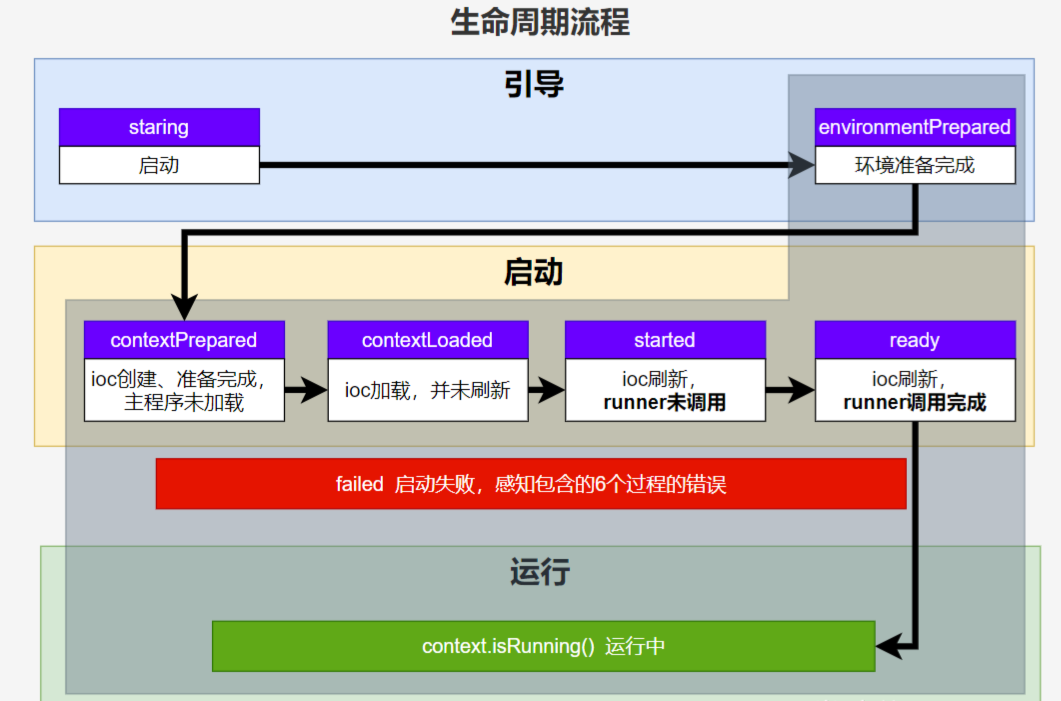 生命周期流程
引导
staring
启动
environmentPrepared
环境准备完成
启动
contextPrepared
ioc创建、准备完成，
主程序未加载
contextLoaded
ioc加载，并未刷新
started
ioc刷新，
runner未调用
ready
ioc刷新，
runner调用完成
failed 启动失败，感知包含的6个过程的错误
运行
context.isRunning() 运行中